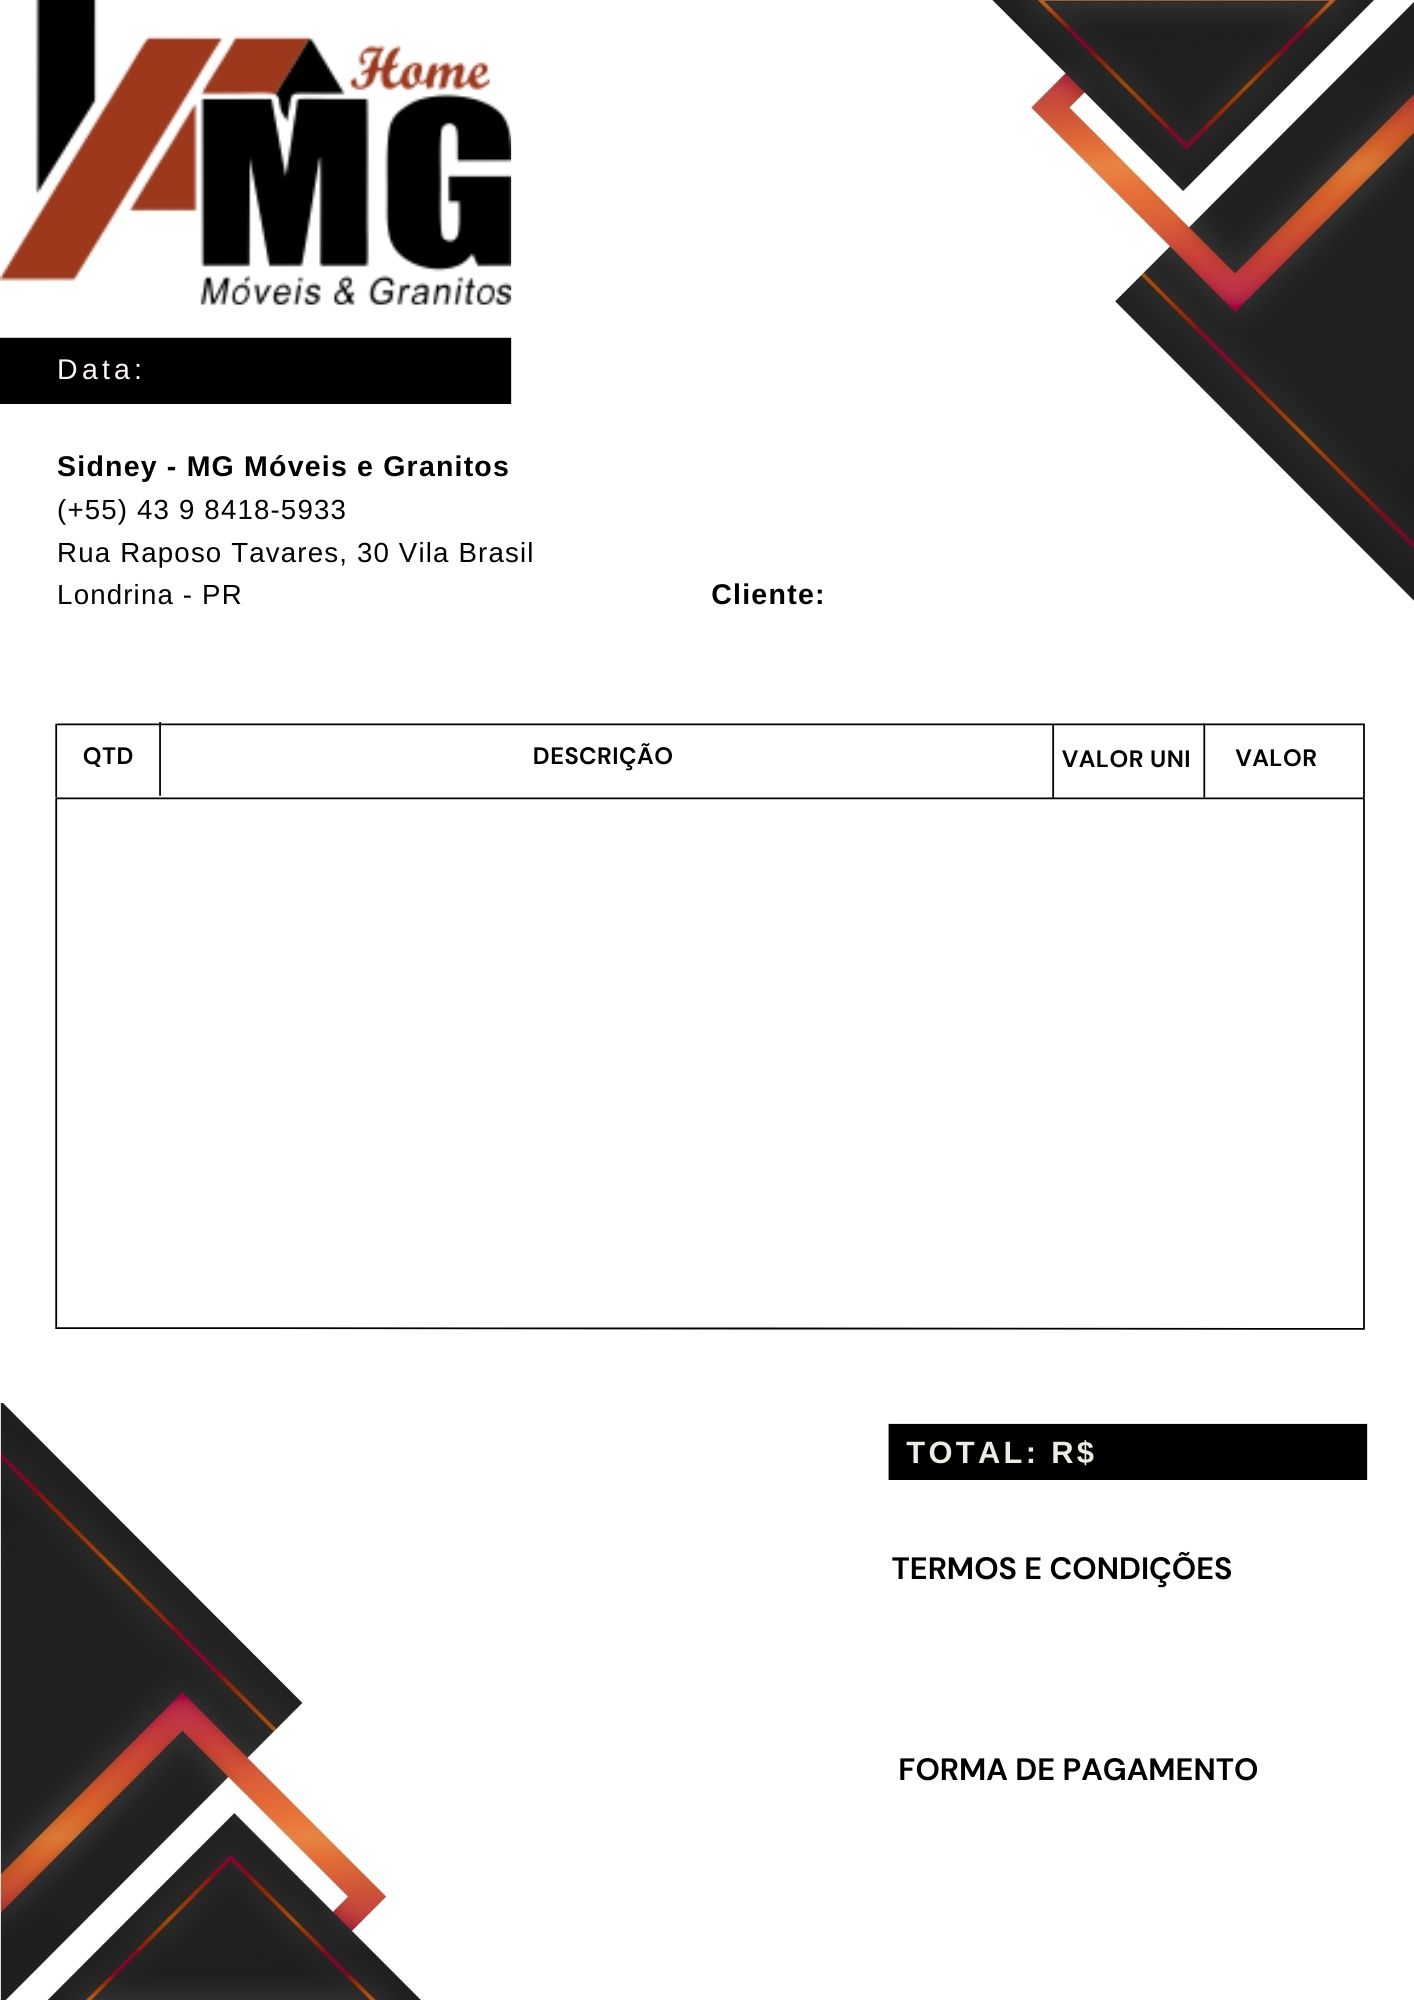 Home
MG
Móveis & Granitos
Data:
Sidney - MG Móveis e Granitos
(+55) 43 9 8418-5933
Rua Raposo Tavares, 30 Vila Brasil
Londrina - PR
Cliente:
QTD DESCRIÇÃO VALOR UNI VALOR
TOTAL: R$
TERMOS E CONDIÇÕES
FORMA DE PAGAMENTO